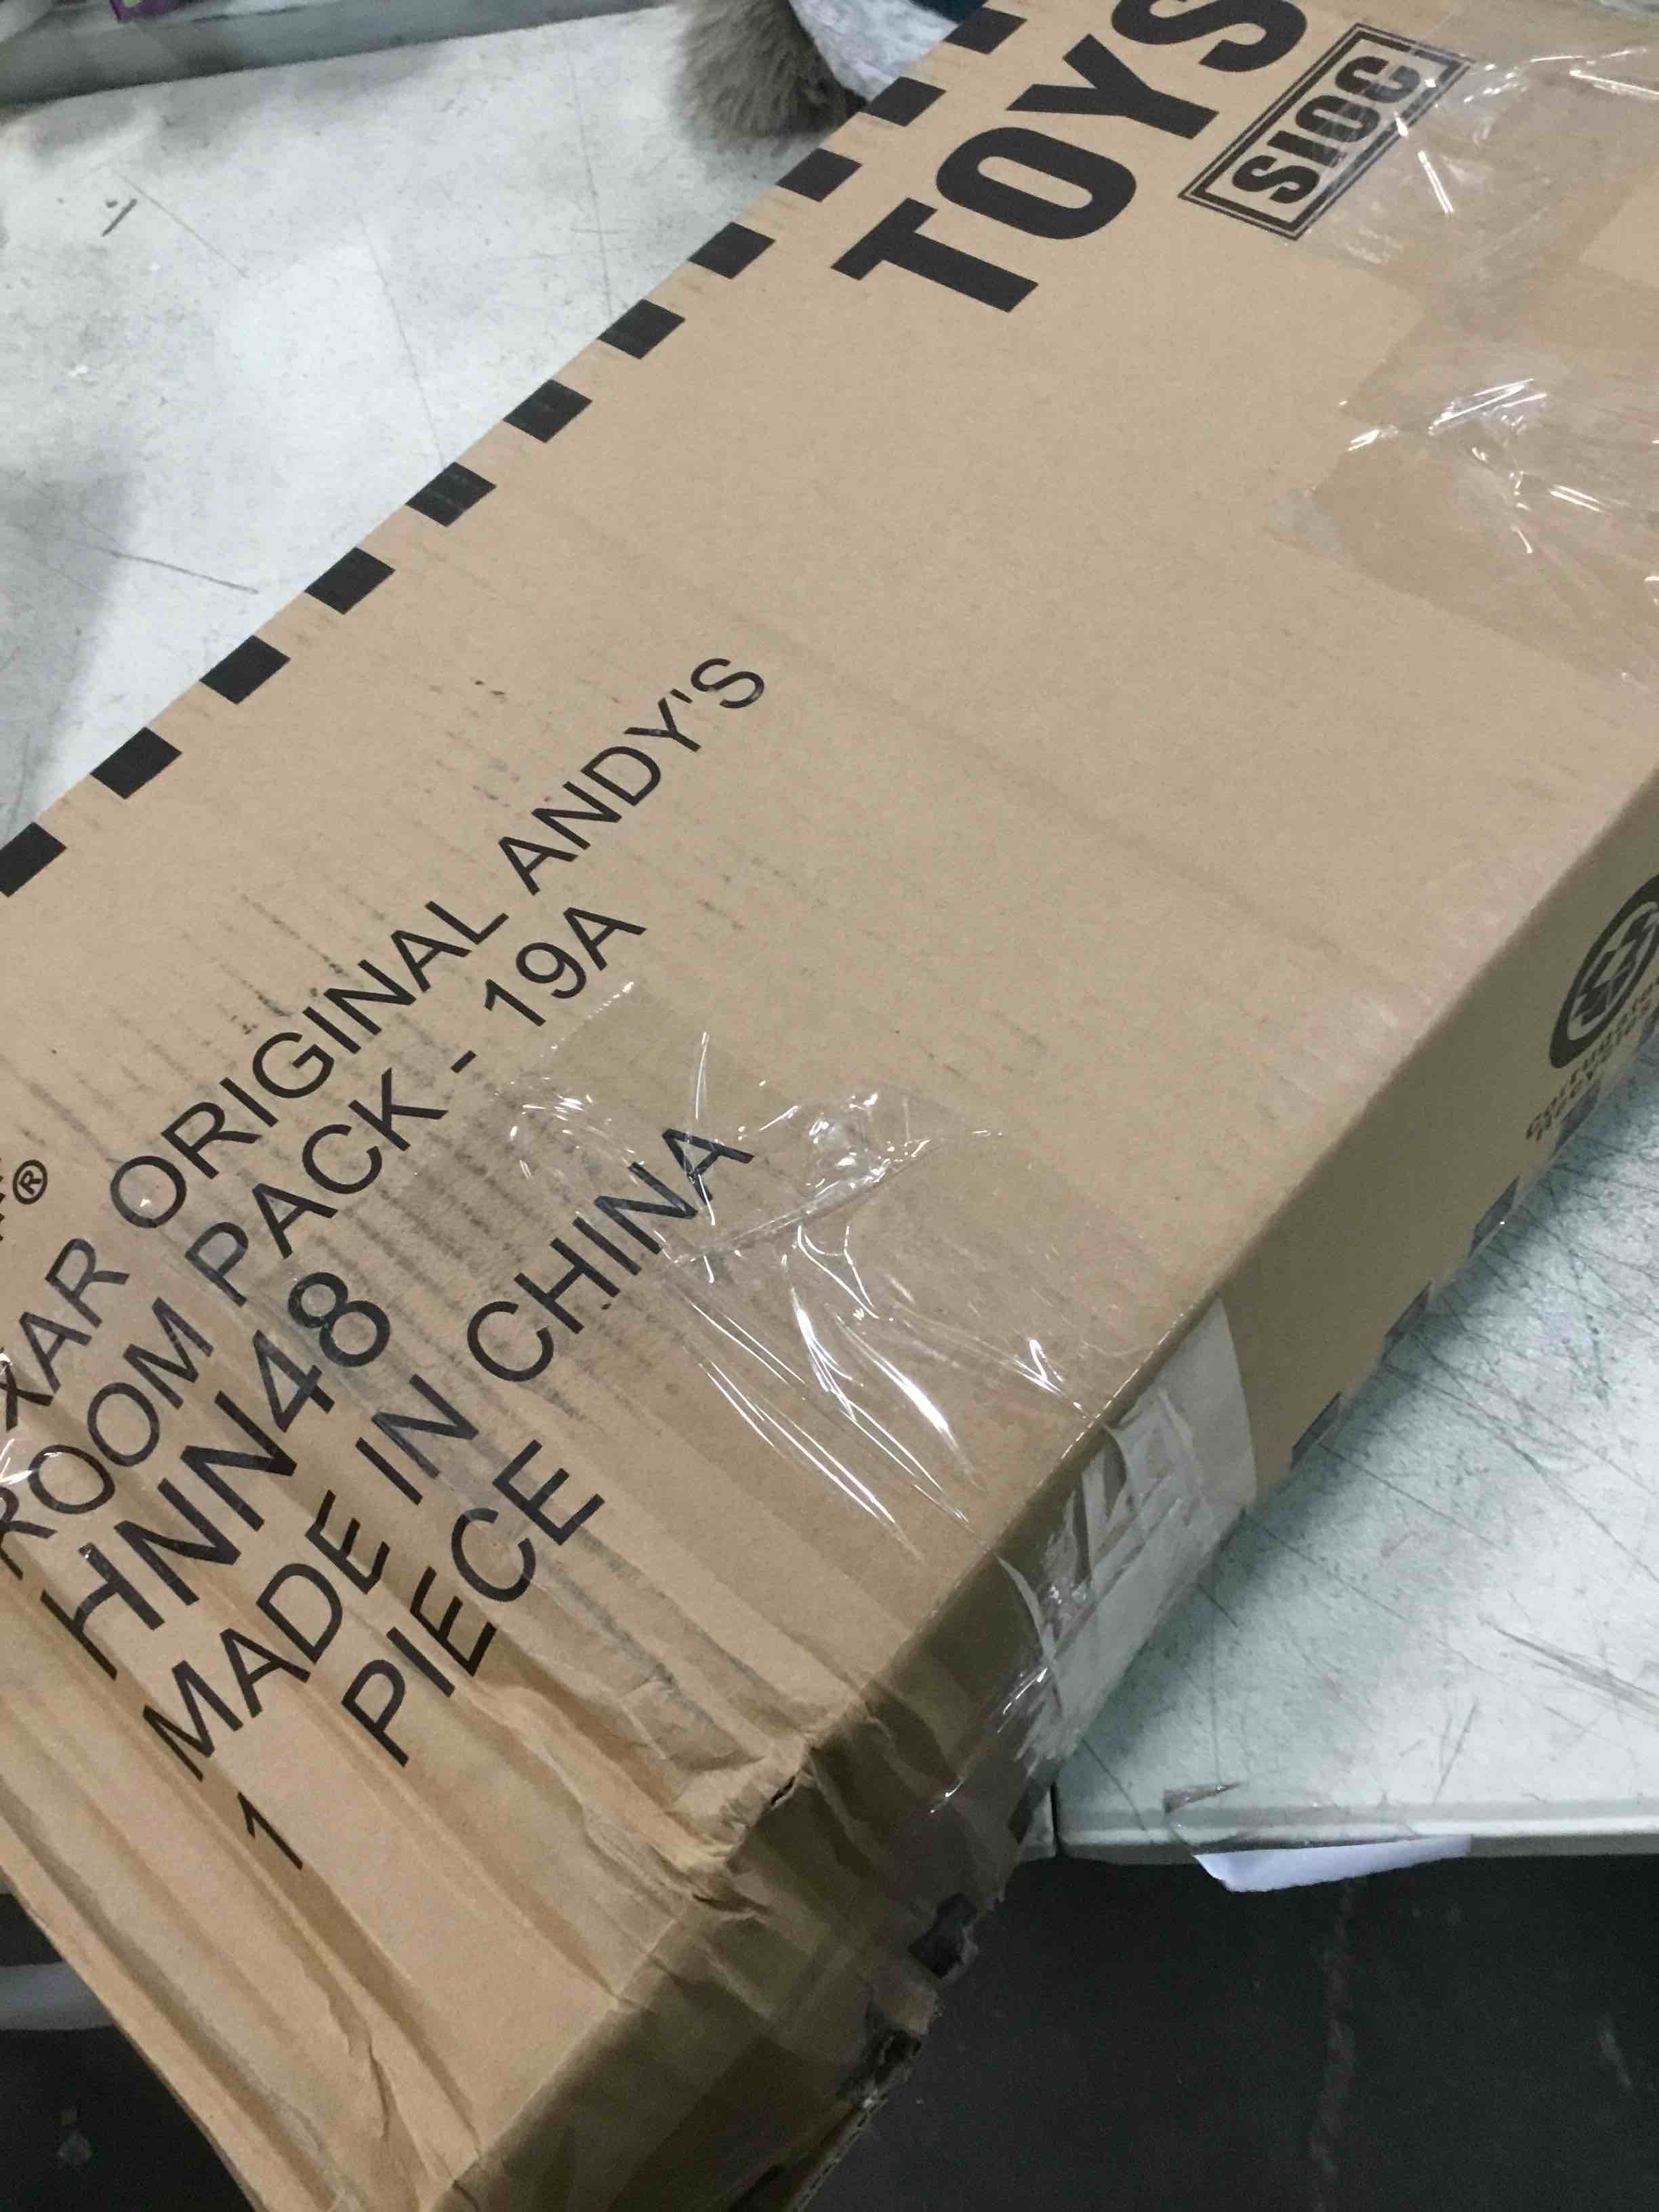 TOYS
SIOC
®
XAR ORIGINAL ANDY'S
ROOM PACK - 19A
HNN48
MADE IN CHINA
1 PIECE